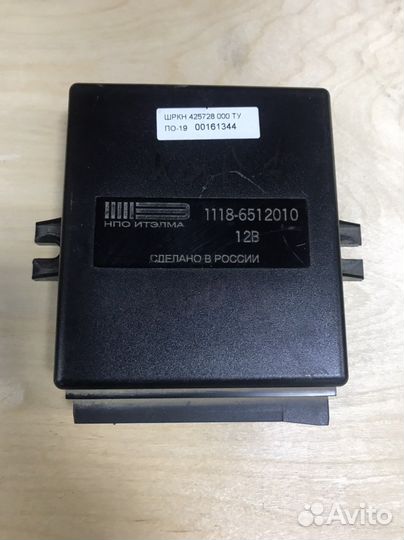 ШРКН 425728 000 ТУ
ПО-19 00161344
НПО ИТЭЛМА
1118-6512010
12В
СДЕЛАНО В РОССИИ
Avito